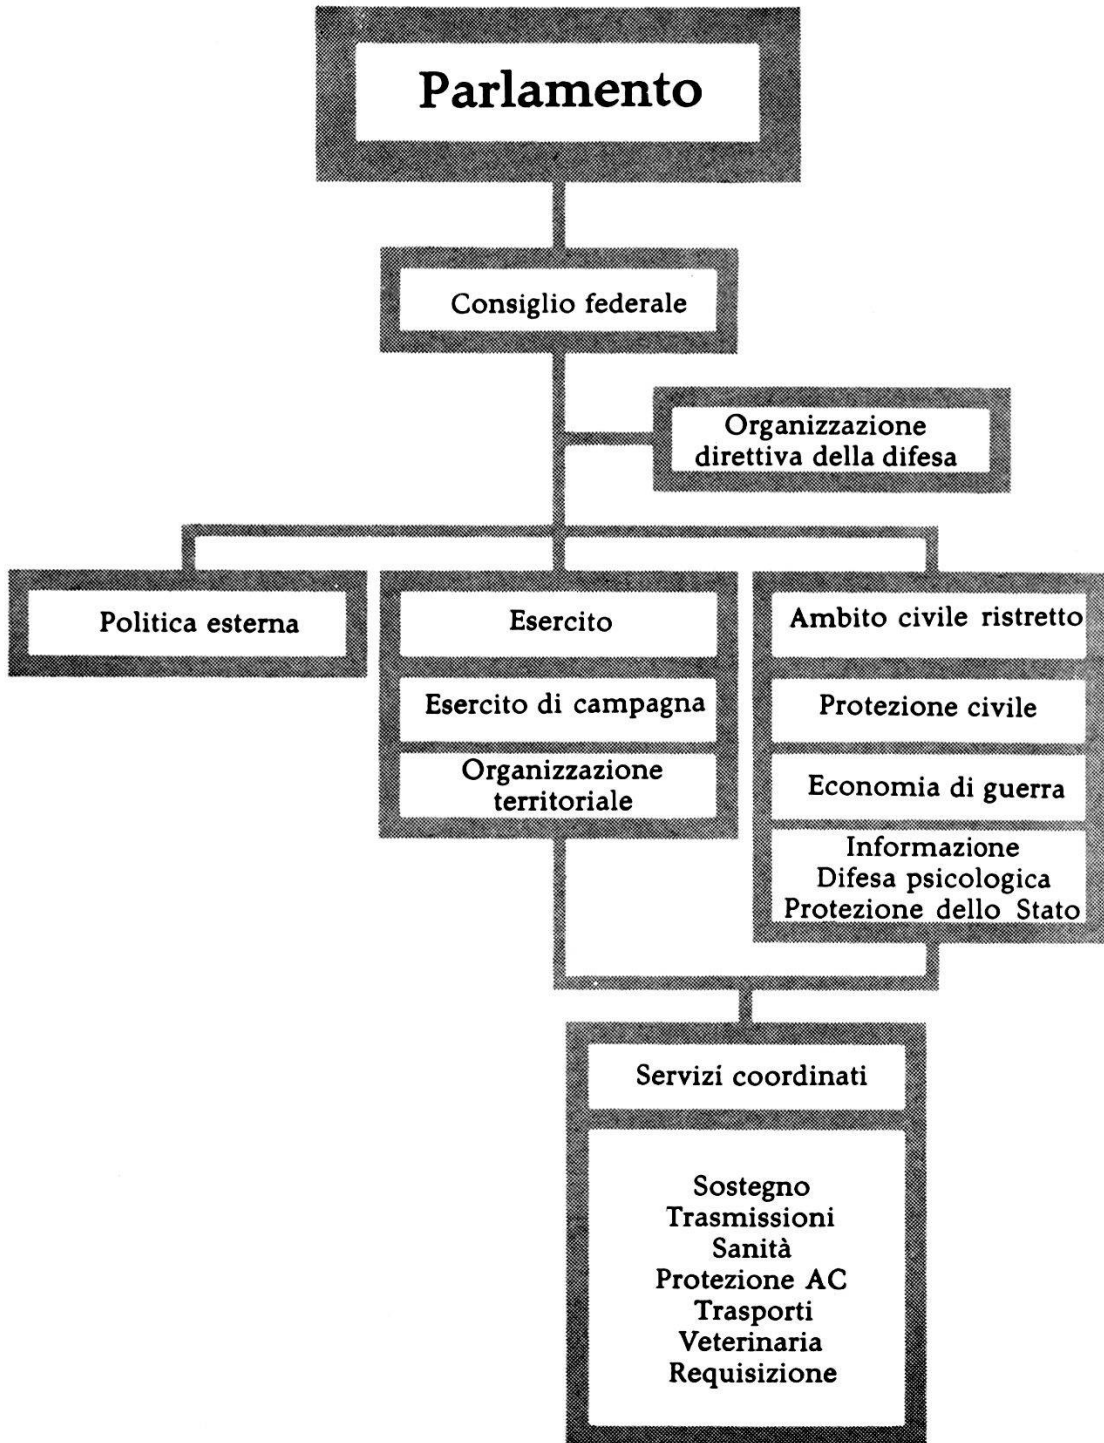 Parlamento
Consiglio federale
Organizzazione
direttiva della difesa
Politica esterna
Esercito
Esercito di campagna
Organizzazione
territoriale
Ambito civile ristretto
Protezione civile
Economia di guerra
Informazione
Difesa psicologica
Protezione dello Stato
Servizi coordinati
Sostegno
Trasmissioni
Sanità
Protezione AC
Trasporti
Veterinaria
Requisizione